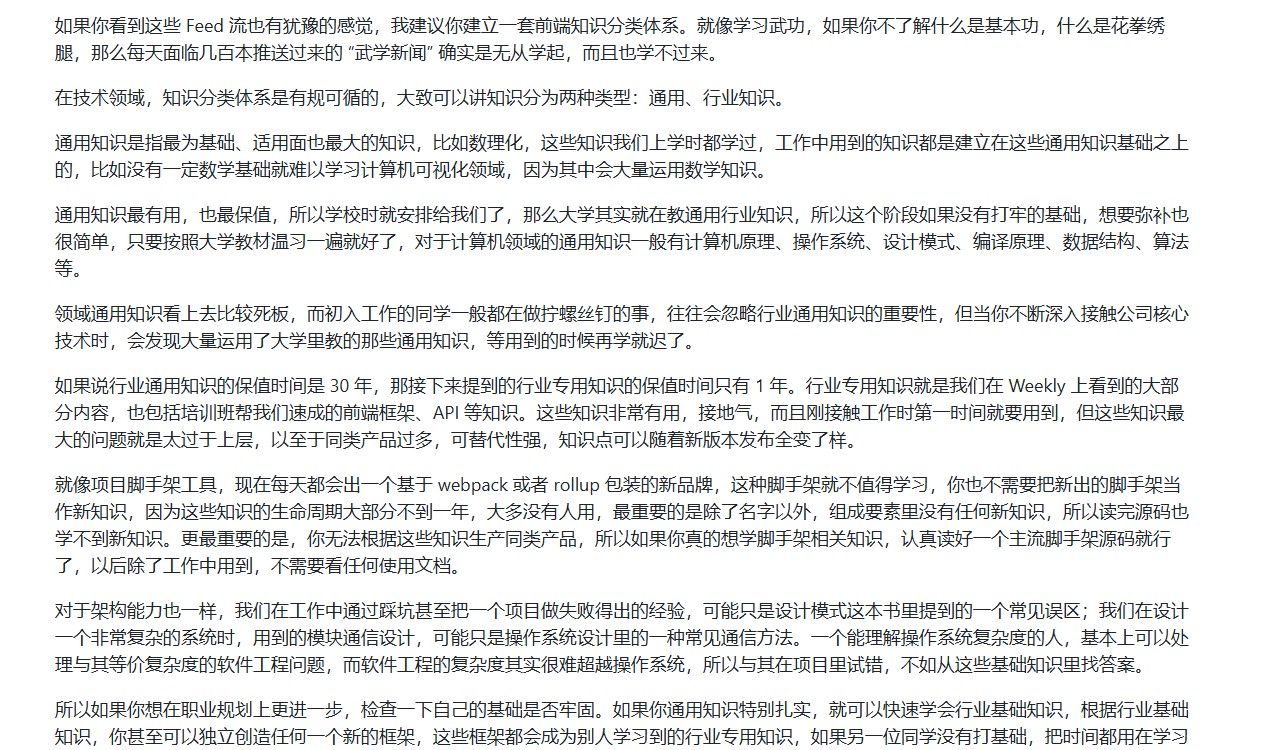 如果你看到这些 Feed 流也有犹豫的感觉，我建议你建立一套前端知识分类体系。就像学习武功，如果你不了解什么是基本功，什么是花拳绣
腿，那么每天面临几百本推送过来的 “武学新闻” 确实是无从学起，而且也学不过来。
在技术领域，知识分类体系是有规可循的，大致可以讲知识分为两种类型：通用、行业知识。
通用知识是指最为基础、适用面也最大的知识，比如数理化，这些知识我们上学时都学过，工作中用到的知识都是建立在这些通用知识基础之上
的，比如没有一定数学基础就难以学习计算机可视化领域，因为其中会大量运用数学知识。
通用知识最有用，也最保值，所以学校时就安排给我们了，那么大学其实就在教通用行业知识，所以这个阶段如果没有打牢的基础，想要弥补也
很简单，只要按照大学教材温习一遍就好了，对于计算机领域的通用知识一般有计算机原理、操作系统、设计模式、编译原理、数据结构、算法
等。
领域通用知识看上去比较死板，而初入工作的同学一般都在做拧螺丝钉的事，往往会忽略行业通用知识的重要性，但当你不断深入接触公司核心
技术时，会发现大量运用了大学里教的那些通用知识，等用到的时候再学就迟了。
如果说行业通用知识的保值时间是 30 年，那接下来提到的行业专用知识的保值时间只有 1 年。行业专用知识就是我们在 Weekly 上看到的大部
分内容，也包括培训班帮我们速成的前端框架、API 等知识。这些知识非常有用，接地气，而且刚接触工作时第一时间就要用到，但这些知识最
大的问题就是太过于上层，以至于同类产品过多，可替代性强，知识点可以随着新版本发布全变了样。
就像项目脚手架工具，现在每天都会出一个基于 webpack 或者 rollup 包装的新品牌，这种脚手架就不值得学习，你也不需要把新出的脚手架当
作新知识，因为这些知识的生命周期大部分不到一年，大多没有人用，最重要的是除了名字以外，组成要素里没有任何新知识，所以读完源码也
学不到新知识。更最重要的是，你无法根据这些知识生产同类产品，所以如果你真的想学脚手架相关知识，认真读好一个主流脚手架源码就行
了，以后除了工作中用到，不需要看任何使用文档。
对于架构能力也一样，我们在工作中通过踩坑甚至把一个项目做失败得出的经验，可能只是设计模式这本书里提到的一个常见误区；我们在设计
一个非常复杂的系统时，用到的模块通信设计，可能只是操作系统设计里的一种常见通信方法。一个能理解操作系统复杂度的人，基本上可以处
理与其等价复杂度的软件工程问题，而软件工程的复杂度其实很难超越操作系统，所以与其在项目里试错，不如从这些基础知识里找答案。
所以如果你想在职业规划上更进一步，检查一下自己的基础是否牢固。如果你通用知识特别扎实，就可以快速学会行业基础知识，根据行业基础
知识，你甚至可以独立创造任何一个新的框架，这些框架都会成为别人学习到的行业专用知识，如果另一位同学没有打基础，把时间都用在学习